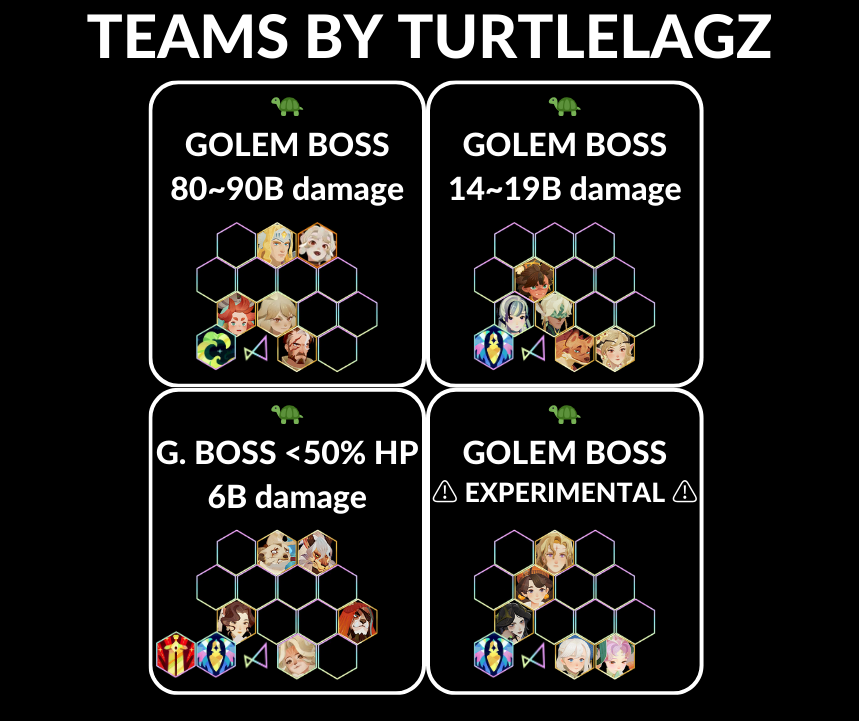 TEAMS BY TURTLELAGZ
GOLEM BOSS
80~90B damage
GOLEM BOSS
14~19B damage
G. BOSS <50% HP
6B damage
GOLEM BOSS
⚠ EXPERIMENTAL ⚠